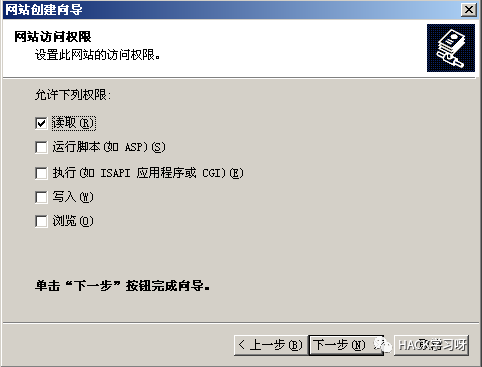 网站创建向导
网站访问权限
设置此网站的访问权限。
允许下列权限:
读取(R)
运行脚本(如 ASP)(S)
执行(如 ISAPI 应用程序或 CGI)(E)
写入(W)
浏览(O)
单击“下一步”按钮完成向导。
< 上一步(B) 下一步(N)
HACK学习呀